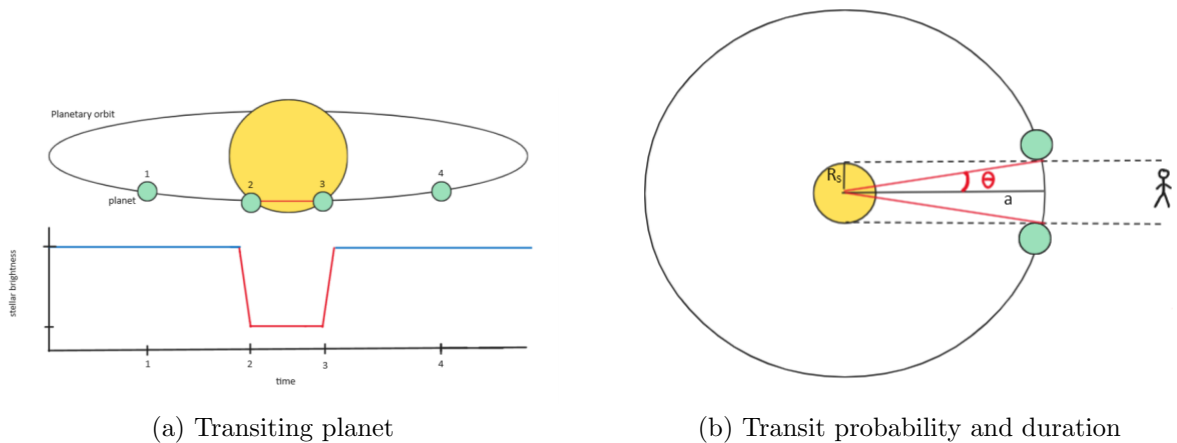 Planetary orbit
1
2
3
4
planet
stellar brightness
1
2
3
4
time
(a) Transiting planet
R_S
θ
a
(b) Transit probability and duration